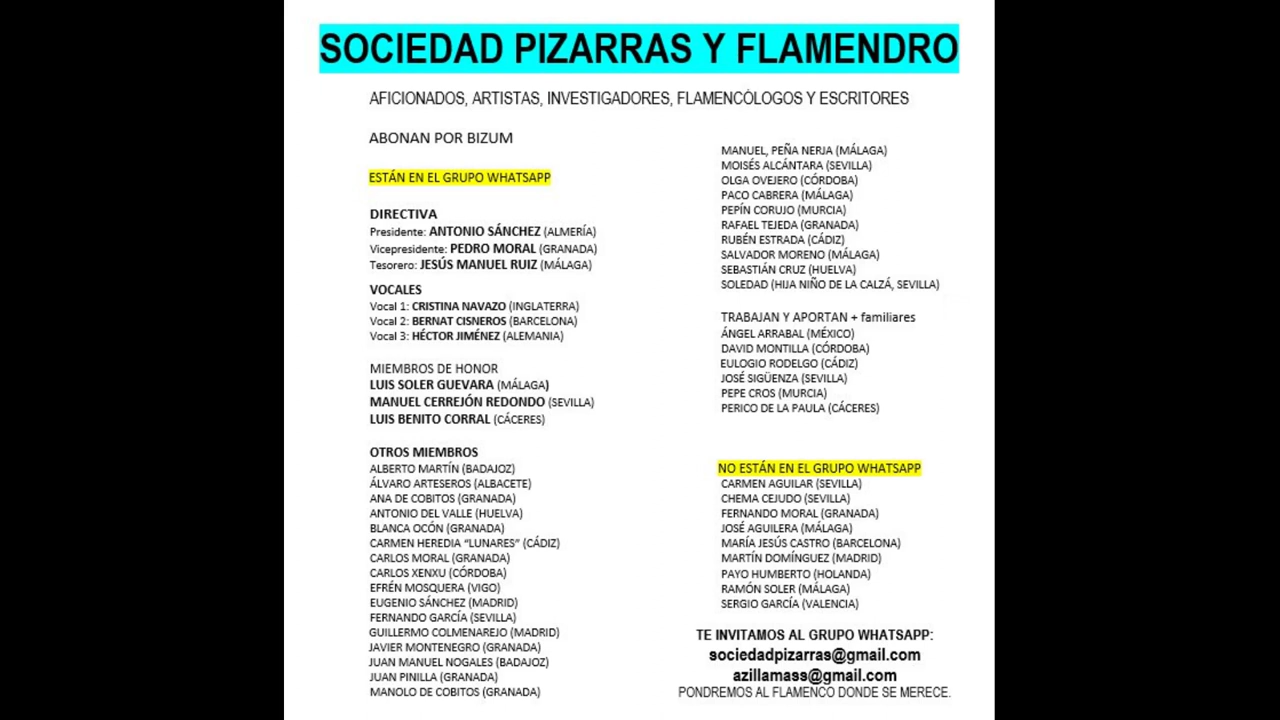 SOCIEDAD PIZARRAS Y FLAMENDRO
AFICIONADOS, ARTISTAS, INVESTIGADORES, FLAMENCÓLOGOS Y ESCRITORES
ABONAN POR BIZUM
ESTÁN EN EL GRUPO WHATSAPP
DIRECTIVA
Presidente: ANTONIO SÁNCHEZ (ALMERÍA)
Vicepresidente: PEDRO MORAL (GRANADA)
Tesorero: JESÚS MANUEL RUIZ (MÁLAGA)
VOCALES
Vocal 1: CRISTINA NAVAZO (INGLATERRA)
Vocal 2: BERNAT CISNEROS (BARCELONA)
Vocal 3: HÉCTOR JIMÉNEZ (ALEMANIA)
MIEMBROS DE HONOR
LUIS SOLER GUEVARA (MÁLAGA)
MANUEL CERREJÓN REDONDO (SEVILLA)
LUIS BENITO CORRAL (CÁCERES)
OTROS MIEMBROS
ALBERTO MARTÍN (BADAJOZ)
ÁLVARO ARTESEROS (ALBACETE)
ANA DE COBITOS (GRANADA)
ANTONIO DEL VALLE (HUELVA)
BLANCA OCÓN (GRANADA)
CARMEN HEREDIA “LUNARES” (CÁDIZ)
CARLOS MORAL (GRANADA)
CARLOS XENXU (CÓRDOBA)
EFRÉN MOSQUERA (VIGO)
EUGENIO SÁNCHEZ (MADRID)
FERNANDO GARCÍA (SEVILLA)
GUILLERMO COLMENAREJO (MADRID)
JAVIER MONTENEGRO (GRANADA)
JUAN MANUEL NOGALES (BADAJOZ)
JUAN PINILLA (GRANADA)
MANOLO DE COBITOS (GRANADA)
MANUEL, PEÑA NERJA (MÁLAGA)
MOISÉS ALCÁNTARA (SEVILLA)
OLGA OVEJERO (CÓRDOBA)
PACO CABRERA (MÁLAGA)
PEPÍN CORUJO (MURCIA)
RAFAEL TEJEDA (GRANADA)
RUBÉN ESTRADA (CÁDIZ)
SALVADOR MORENO (MÁLAGA)
SEBASTIÁN CRUZ (HUELVA)
SOLEDAD (HIJA NIÑO DE LA CALZÁ, SEVILLA)
TRABAJAN Y APORTAN + familiares
ÁNGEL ARRABAL (MÉXICO)
DAVID MONTILLA (CÓRDOBA)
EULOGIO RODELGO (CÁDIZ)
JOSÉ SIGÜENZA (SEVILLA)
PEPE CROS (MURCIA)
PERICO DE LA PAULA (CÁCERES)
NO ESTÁN EN EL GRUPO WHATSAPP
CARMEN AGUILAR (SEVILLA)
CHEMA CEJUDO (SEVILLA)
FERNANDO MORAL (GRANADA)
JOSÉ AGUILERA (MÁLAGA)
MARÍA JESÚS CASTRO (BARCELONA)
MARTÍN DOMÍNGUEZ (MADRID)
PAYO HUMBERTO (HOLANDA)
RAMÓN SOLER (MÁLAGA)
SERGIO GARCÍA (VALENCIA)
TE INVITAMOS AL GRUPO WHATSAPP:
sociedadpizarras@gmail.com
azillamass@gmail.com
PONDREMOS AL FLAMENCO DONDE SE MERECE.